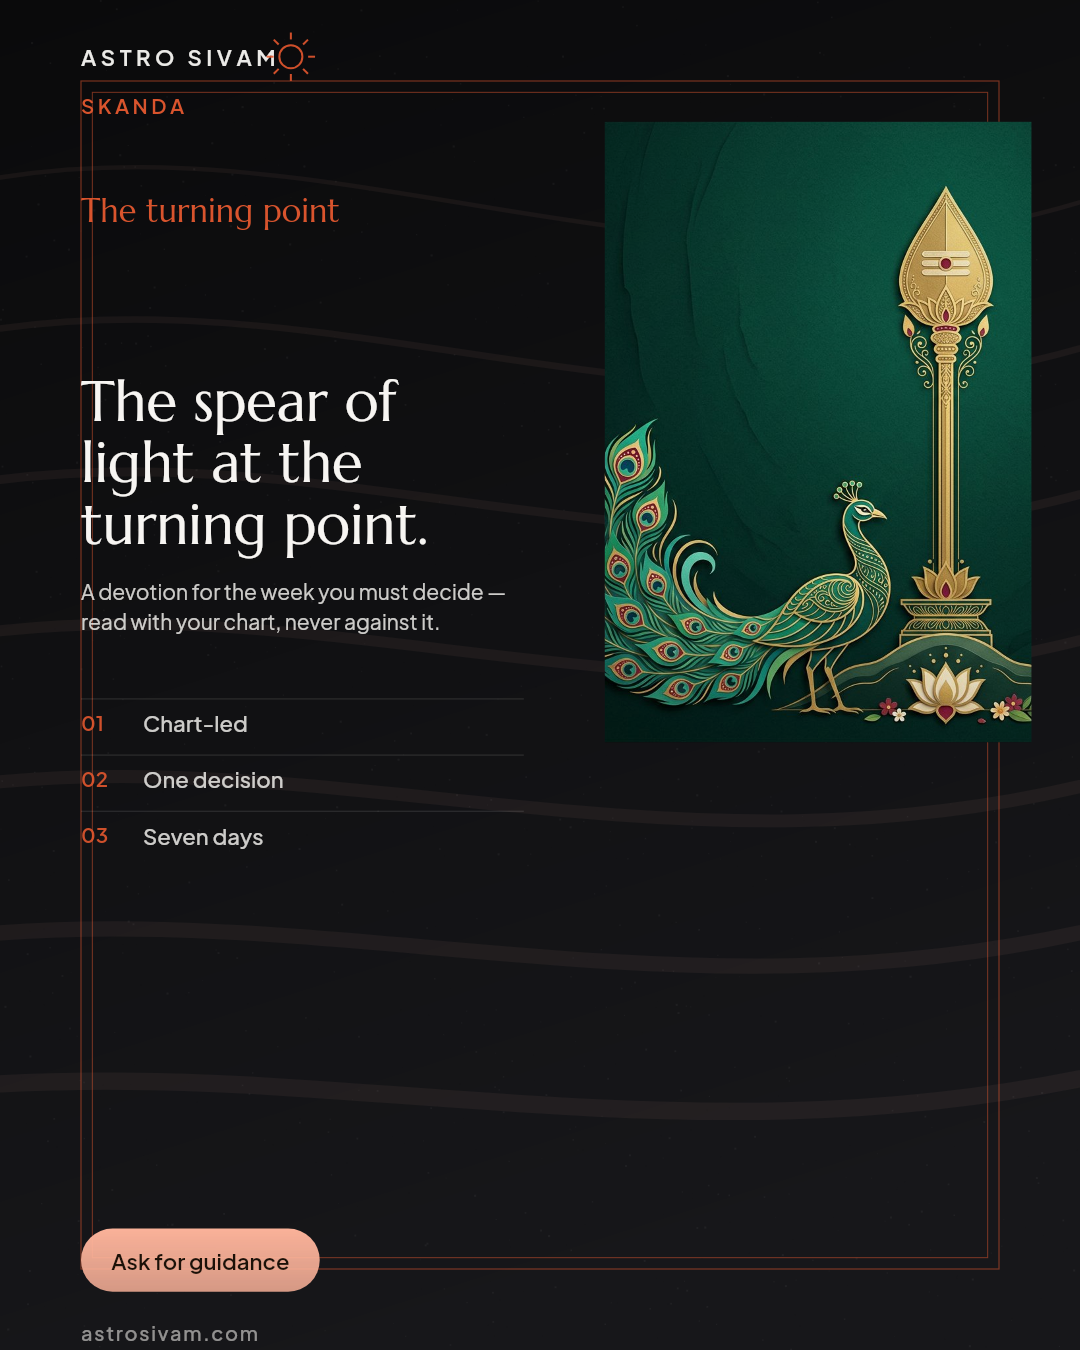 ASTRO SIVAM
SKANDA
The turning point
The spear of
light at the
turning point.
A devotion for the week you must decide —
read with your chart, never against it.
01 Chart-led
02 One decision
03 Seven days
Ask for guidance
astrosivam.com